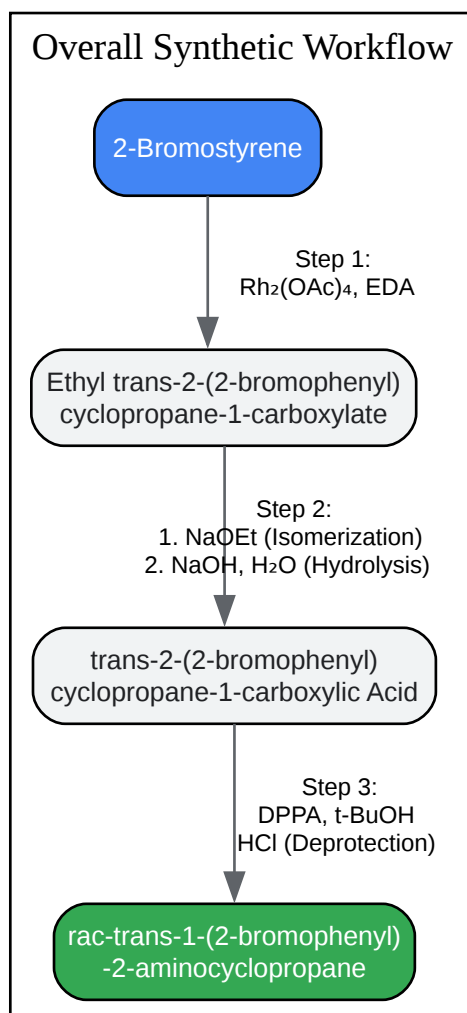 Overall Synthetic Workflow
2-Bromostyrene
Step 1:
Rh₂(OAc)₄, EDA
Ethyl trans-2-(2-bromophenyl)
cyclopropane-1-carboxylate
Step 2:
1. NaOEt (Isomerization)
2. NaOH, H₂O (Hydrolysis)
trans-2-(2-bromophenyl)
cyclopropane-1-carboxylic Acid
Step 3:
DPPA, t-BuOH
HCl (Deprotection)
rac-trans-1-(2-bromophenyl)
-2-aminocyclopropane